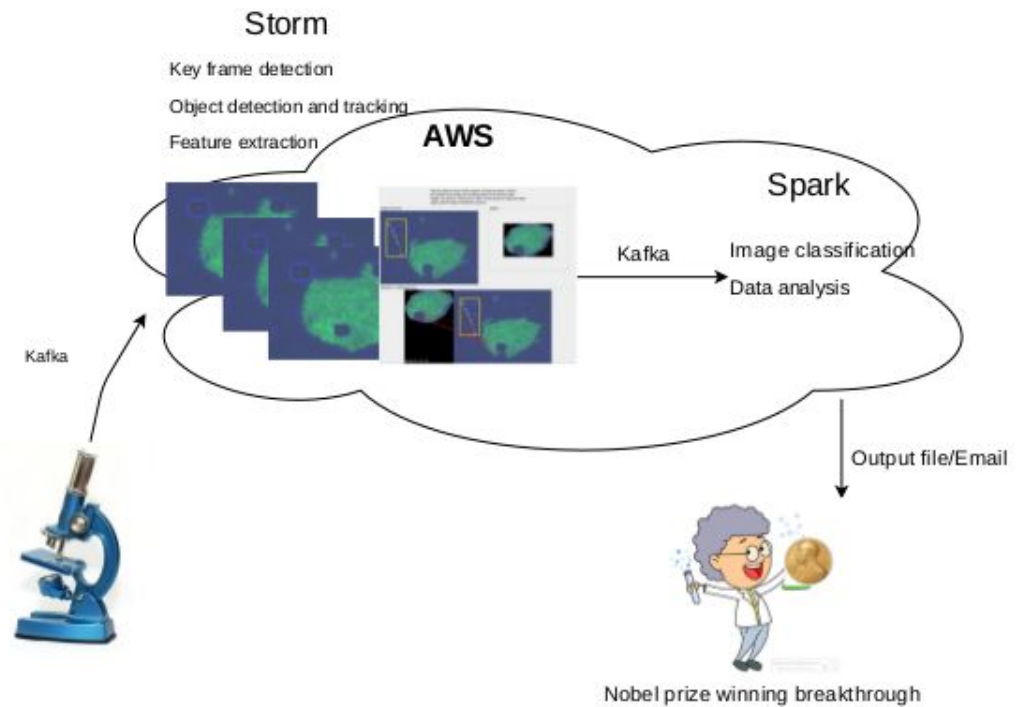 Storm
Key frame detection
Object detection and tracking
Feature extraction
AWS
Spark
Kafka
Image classification
Data analysis
Kafka
Output file/Email
Nobel prize winning breakthrough